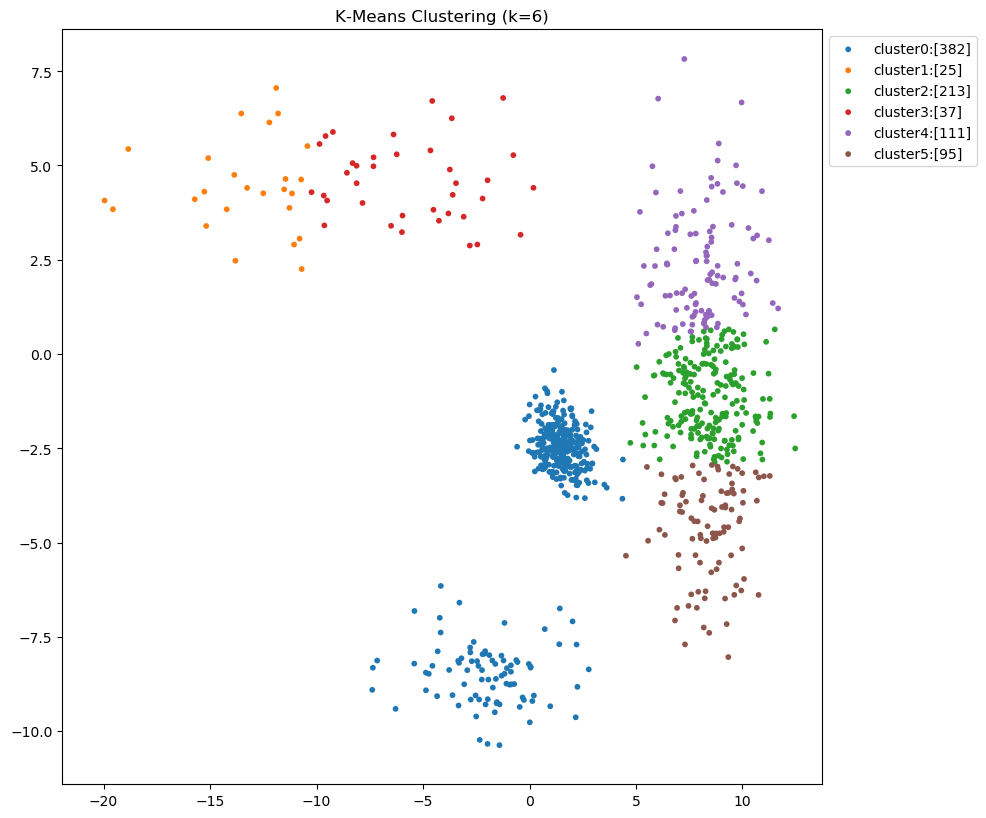 K-Means Clustering (k=6)
cluster0:[382]
cluster1:[25]
cluster2:[213]
cluster3:[37]
cluster4:[111]
cluster5:[95]
7.5
5.0
2.5
0.0
−2.5
−5.0
−7.5
−10.0
−20
−15
−10
−5
0
5
10